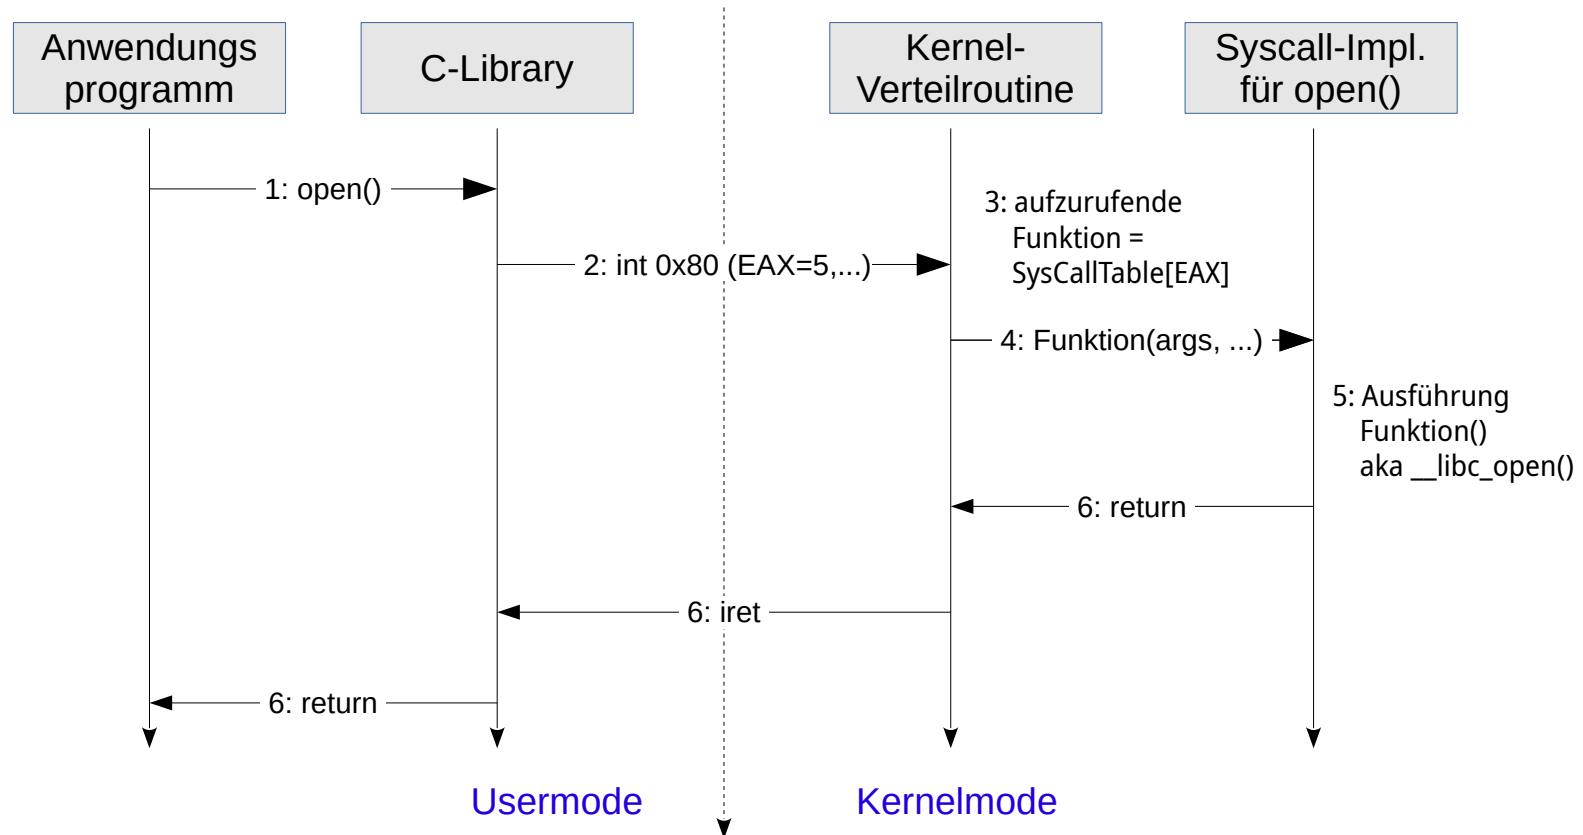 Anwendungs
programm
C-Library
Kernel-
Verteilroutine
Syscall-Impl.
für open()
1: open()
2: int 0x80 (EAX=5,...)
3: aufzurufende
Funktion =
SysCallTable[EAX]
4: Funktion(args, ...)
5: Ausführung
Funktion()
aka __libc_open()
6: return
6: iret
6: return
Usermode
Kernelmode